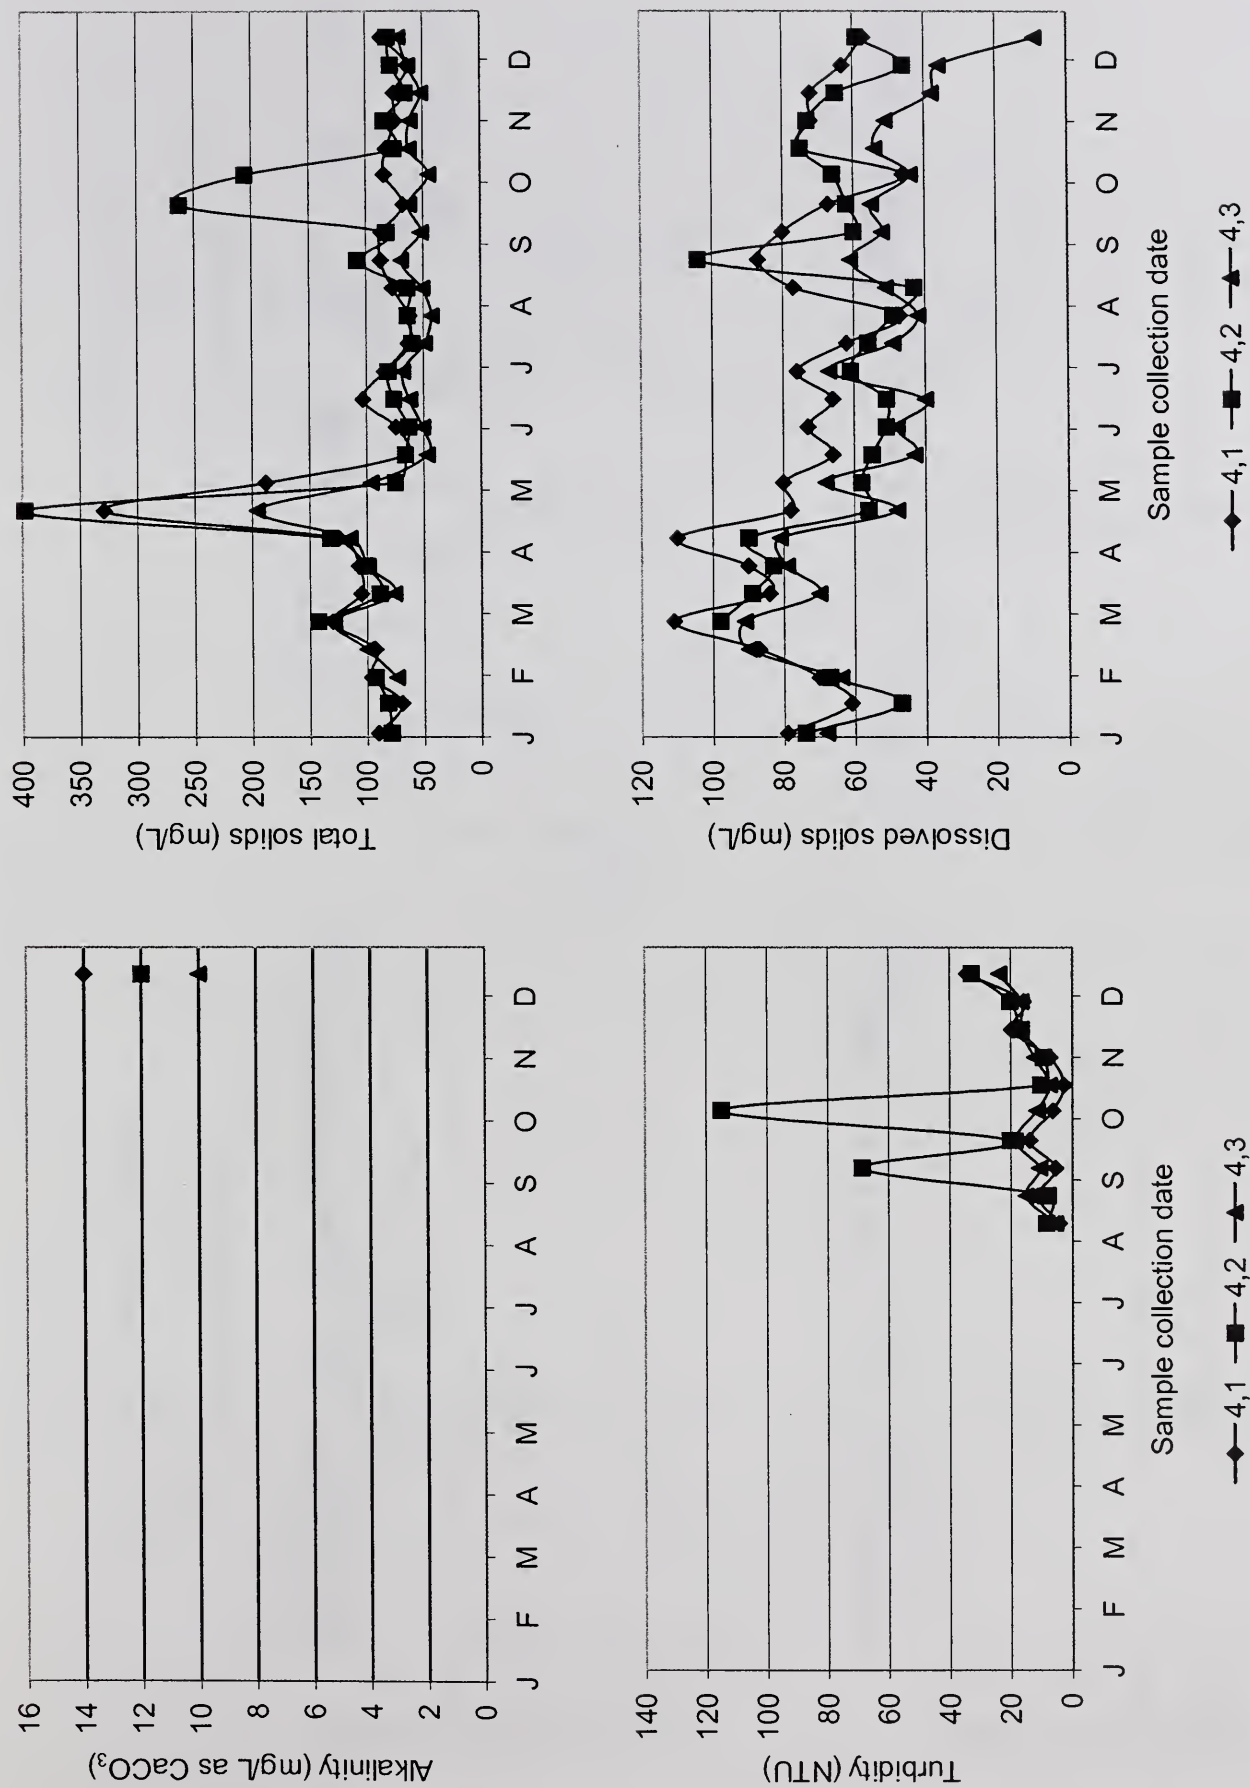 Alkalinity (mg/L as CaCO₃)
16
14
12
10
8
6
4
2
0
J F M A M J J A S O N D
Total solids (mg/L)
400
350
300
250
200
150
100
50
0
J F M A M J J A S O N D
Turbidity (NTU)
140
120
100
80
60
40
20
0
J F M A M J J A S O N D
Sample collection date
4,1 4,2 4,3
Dissolved solids (mg/L)
120
100
80
60
40
20
0
J F M A M J J A S O N D
Sample collection date
4,1 4,2 4,3